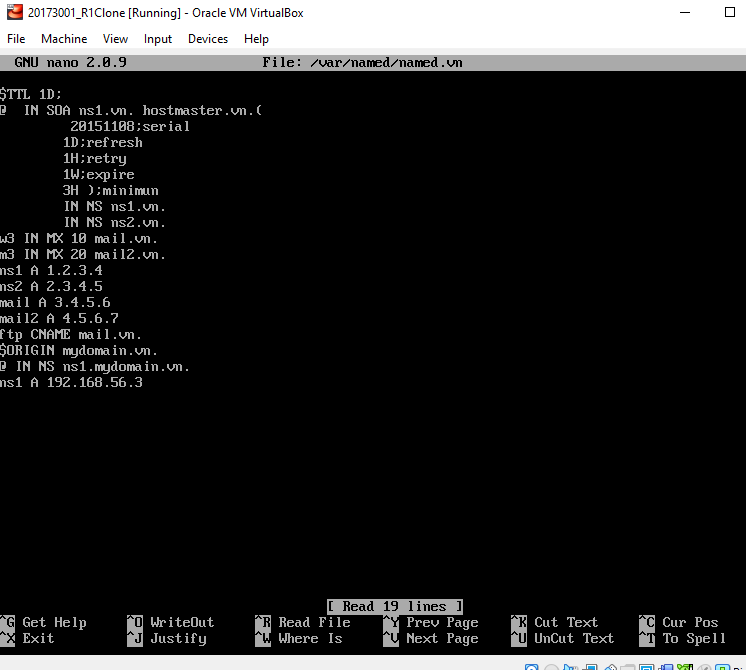 20173001_R1Clone [Running] - Oracle VM VirtualBox
File Machine View Input Devices Help
GNU nano 2.0.9 File: /var/named/named.vn
$TTL 1D;
@ IN SOA ns1.vn. hostmaster.vn.(
20151108;serial
1D;refresh
1H;retry
1W;expire
3H );minimun
IN NS ns1.vn.
IN NS ns2.vn.
w3 IN MX 10 mail.vn.
m3 IN MX 20 mail2.vn.
ns1 A 1.2.3.4
ns2 A 2.3.4.5
mail A 3.4.5.6
mail2 A 4.5.6.7
ftp CNAME mail.vn.
$ORIGIN mydomain.vn.
@ IN NS ns1.mydomain.vn.
ns1 A 192.168.56.3
[ Read 19 lines ]
^G Get Help ^O WriteOut ^R Read File ^Y Prev Page ^K Cut Text ^C Cur Pos
^X Exit ^J Justify ^W Where Is ^V Next Page ^U UnCut Text ^T To Spell